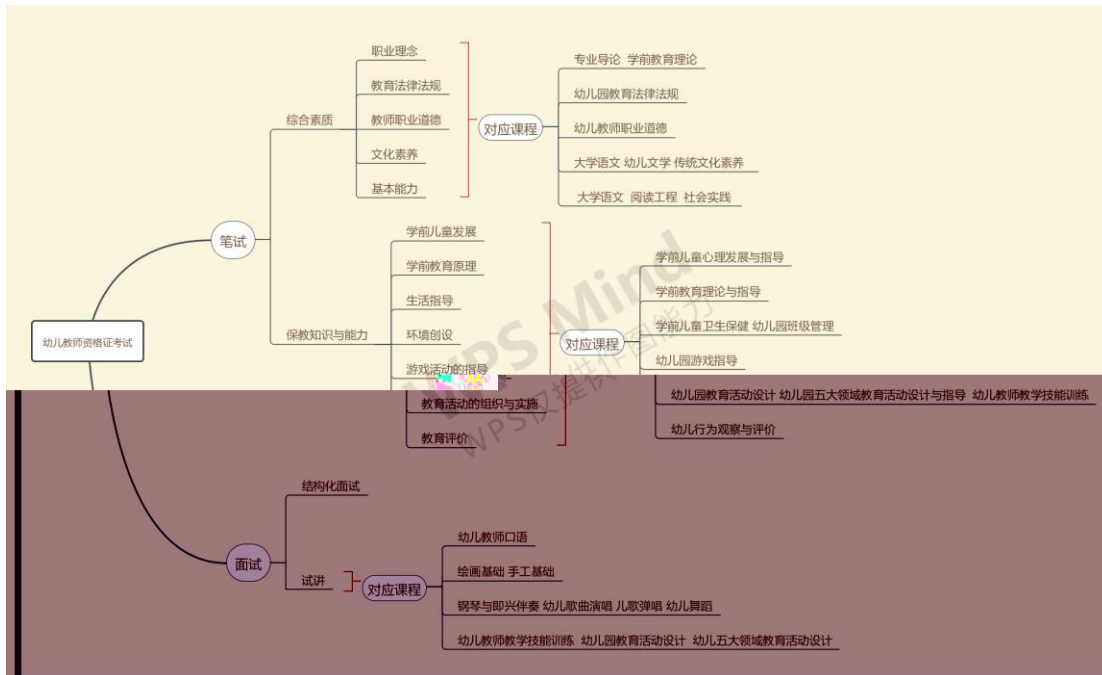 幼儿教师资格证考试
笔试
综合素质
职业理念
教育法律法规
教师职业道德
文化素养
基本能力
对应课程
专业导论 学前教育理论
幼儿园教育法律法规
幼儿教师职业道德
大学语文 幼儿文学 传统文化素养
大学语文 阅读工程 社会实践
保教知识与能力
学前儿童发展
学前教育原理
生活指导
环境创设
游戏活动的指导
教育活动的组织与实施
教育评价
对应课程
学前儿童心理发展与指导
学前教育理论与指导
学前儿童卫生保健 幼儿园班级管理
幼儿园游戏指导
幼儿园教育活动设计 幼儿园五大领域教育活动设计与指导 幼儿教师教学技能训练
幼儿行为观察与评价
面试
结构化面试
试讲
对应课程
幼儿教师口语
绘画基础 手工基础
钢琴与即兴伴奏 幼儿歌曲演唱 儿歌弹唱 幼儿舞蹈
幼儿教师教学技能训练 幼儿园教育活动设计 幼儿五大领域教育活动设计
WPS Mind
WPS仅提供作图能力